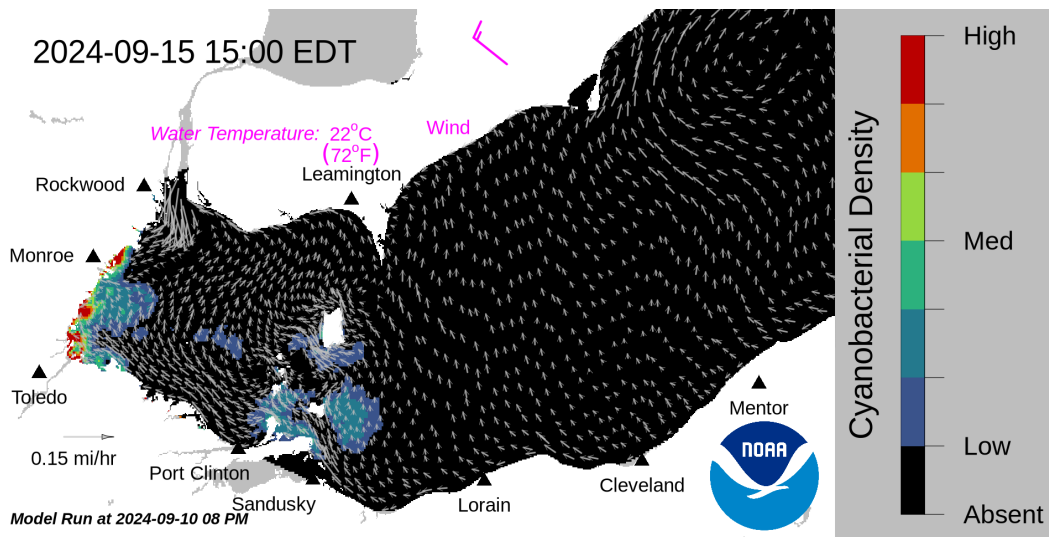 2024-09-15 15:00 EDT
Water Temperature: 22°C
(72°F)
Wind
Leamington
Rockwood
Monroe
Toledo
0.15 mi/hr
Port Clinton
Sandusky
Lorain
Cleveland
Mentor
NOAA
Model Run at 2024-09-10 08 PM
Cyanobacterial Density
High
Med
Low
Absent